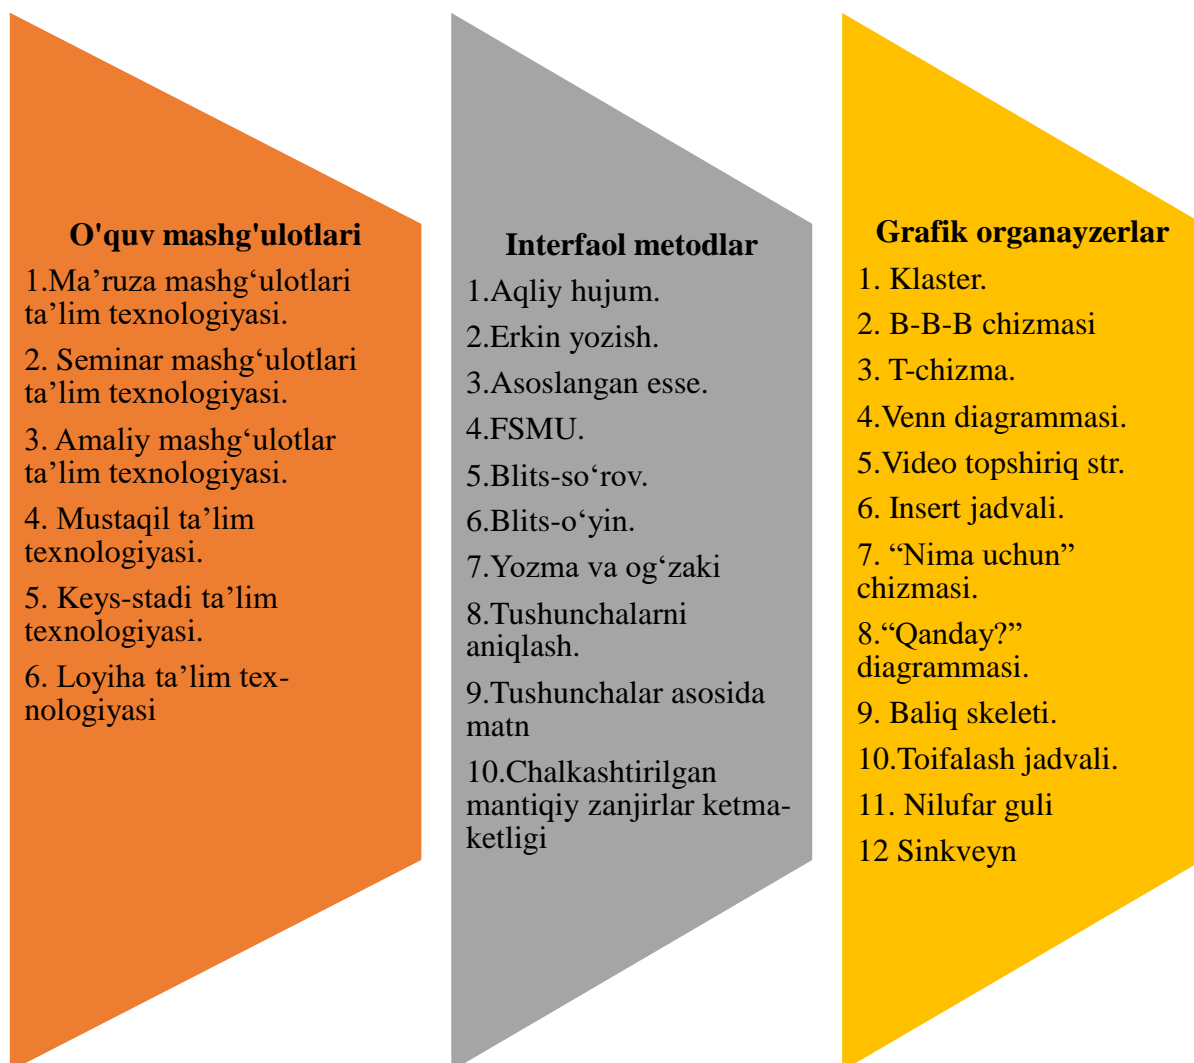 O'quv mashg'ulotlari
1.Ma’ruza mashg‘ulotlari
ta’lim texnologiyasi.
2. Seminar mashg‘ulotlari
ta’lim texnologiyasi.
3. Amaliy mashg‘ulotlar
ta’lim texnologiyasi.
4. Mustaqil ta’lim
texnologiyasi.
5. Keys-stadi ta’lim
texnologiyasi.
6. Loyiha ta’lim tex-
nologiyasi
Interfaol metodlar
1.Aqliy hujum.
2.Erkin yozish.
3.Asoslangan esse.
4.FSMU.
5.Blits-so‘rov.
6.Blits-o‘yin.
7.Yozma va og‘zaki
8.Tushunchalarni
aniqlash.
9.Tushunchalar asosida
matn
10.Chalkashtirilgan
mantiqiy zanjirlar ketma-
ketligi
Grafik organayzerlar
1. Klaster.
2. B-B-B chizmasi
3. T-chizma.
4.Venn diagrammasi.
5.Video topshiriq str.
6. Insert jadvali.
7. “Nima uchun”
chizmasi.
8.“Qanday?”
diagrammasi.
9. Baliq skeleti.
10.Toifalash jadvali.
11. Nilufar guli
12 Sinkveyn